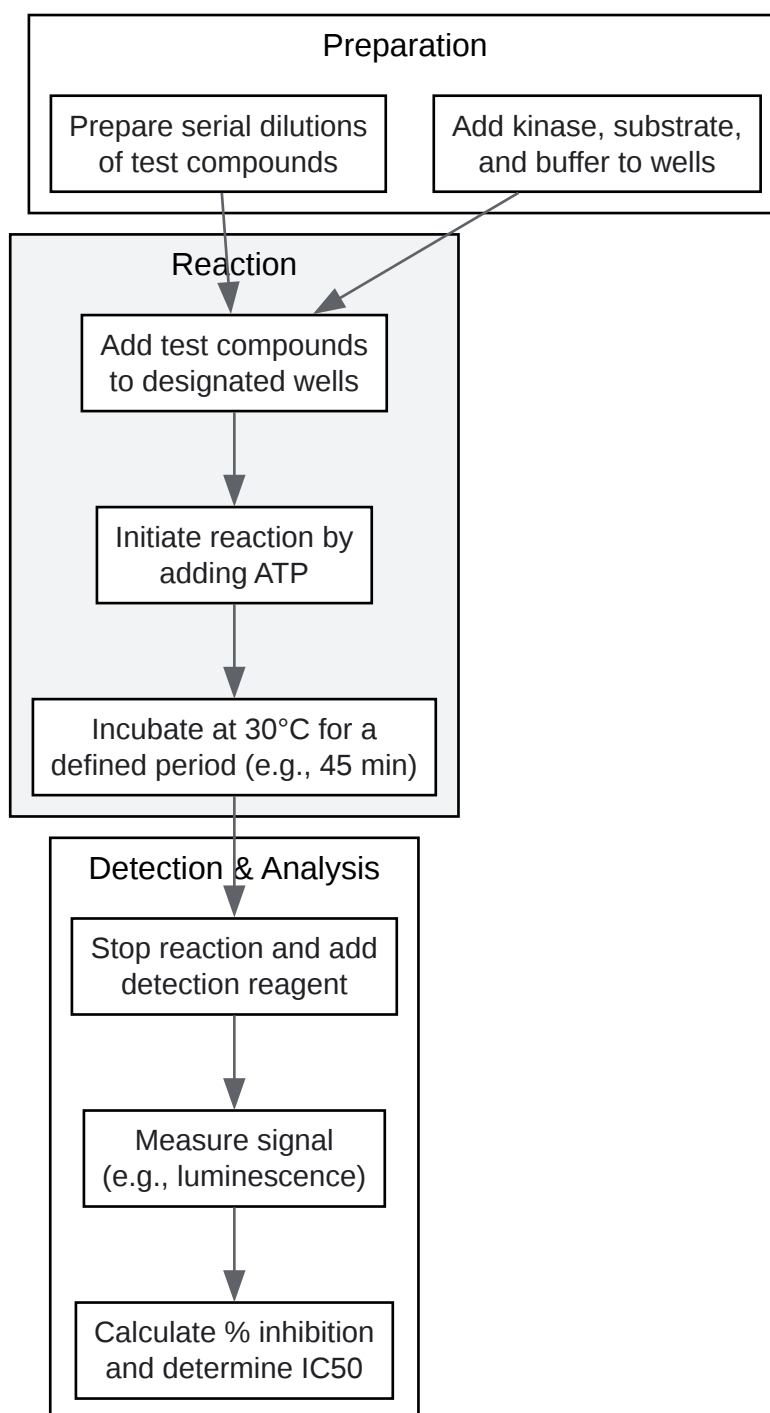 Preparation
Prepare serial dilutions
of test compounds
Add kinase, substrate,
and buffer to wells
Reaction
Add test compounds
to designated wells
Initiate reaction by
adding ATP
Incubate at 30°C for a
defined period (e.g., 45 min)
Detection & Analysis
Stop reaction and add
detection reagent
Measure signal
(e.g., luminescence)
Calculate % inhibition
and determine IC50